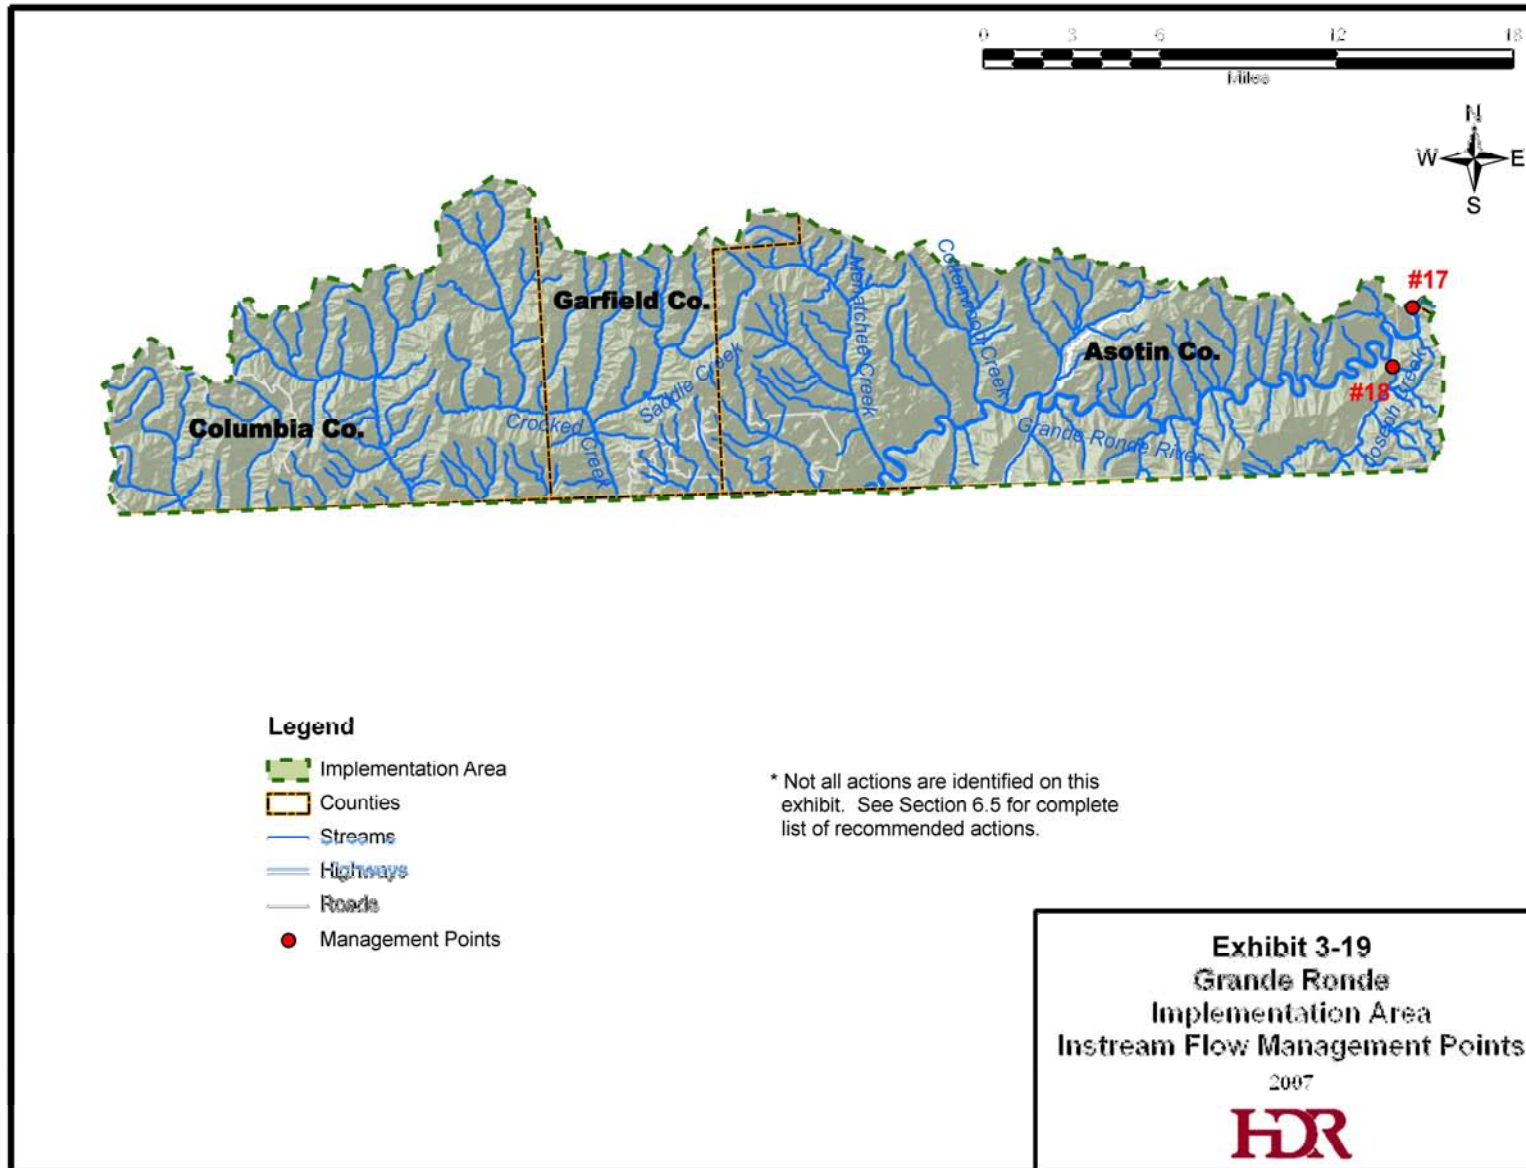 0 3 6 12 18
Miles
N
W E
S
#17
Garfield Co.
Menatchee Creek
Cottonwood Creek
Asotin Co.
Saddle Creek
#18
Joseph Creek
Columbia Co.
Crooked Creek
Grande Ronde River
Legend
Implementation Area
Counties
Streams
Highways
Roads
Management Points
* Not all actions are identified on this
exhibit. See Section 6.5 for complete
list of recommended actions.
Exhibit 3-19
Grande Ronde
Implementation Area
Instream Flow Management Points
2007
HDR